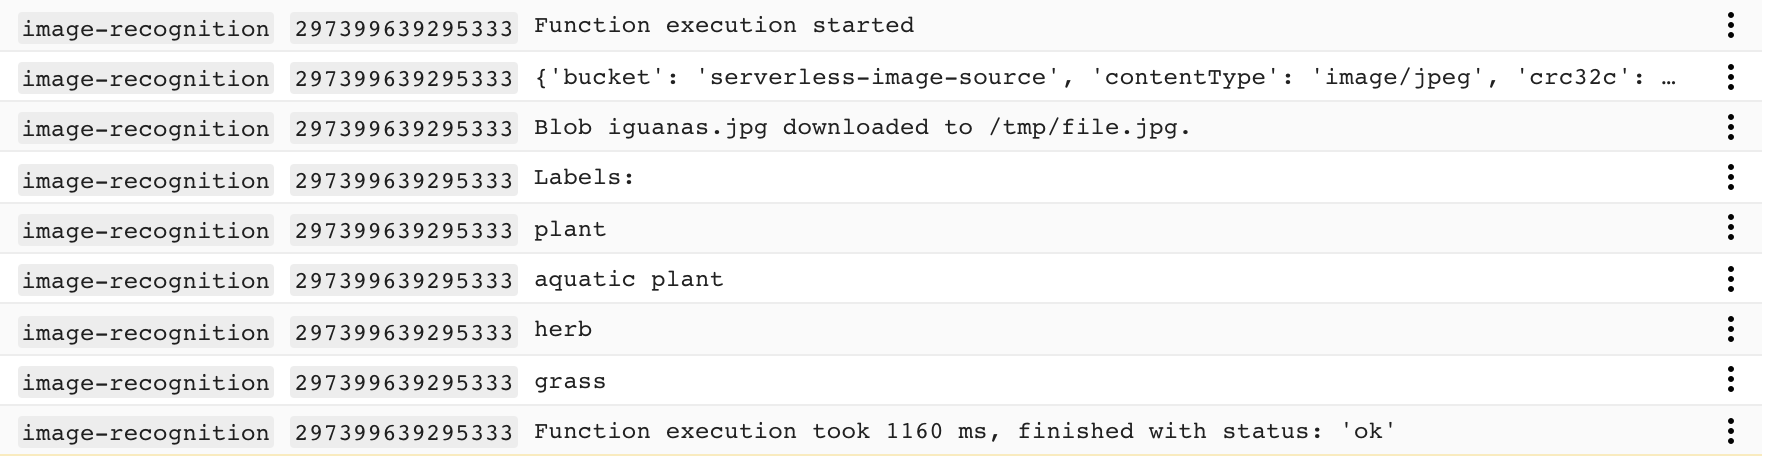 image-recognition 297399639295333 Function execution started
image-recognition 297399639295333 {'bucket': 'serverless-image-source', 'contentType': 'image/jpeg', 'crc32c': …
image-recognition 297399639295333 Blob iguanas.jpg downloaded to /tmp/file.jpg.
image-recognition 297399639295333 Labels:
image-recognition 297399639295333 plant
image-recognition 297399639295333 aquatic plant
image-recognition 297399639295333 herb
image-recognition 297399639295333 grass
image-recognition 297399639295333 Function execution took 1160 ms, finished with status: 'ok'